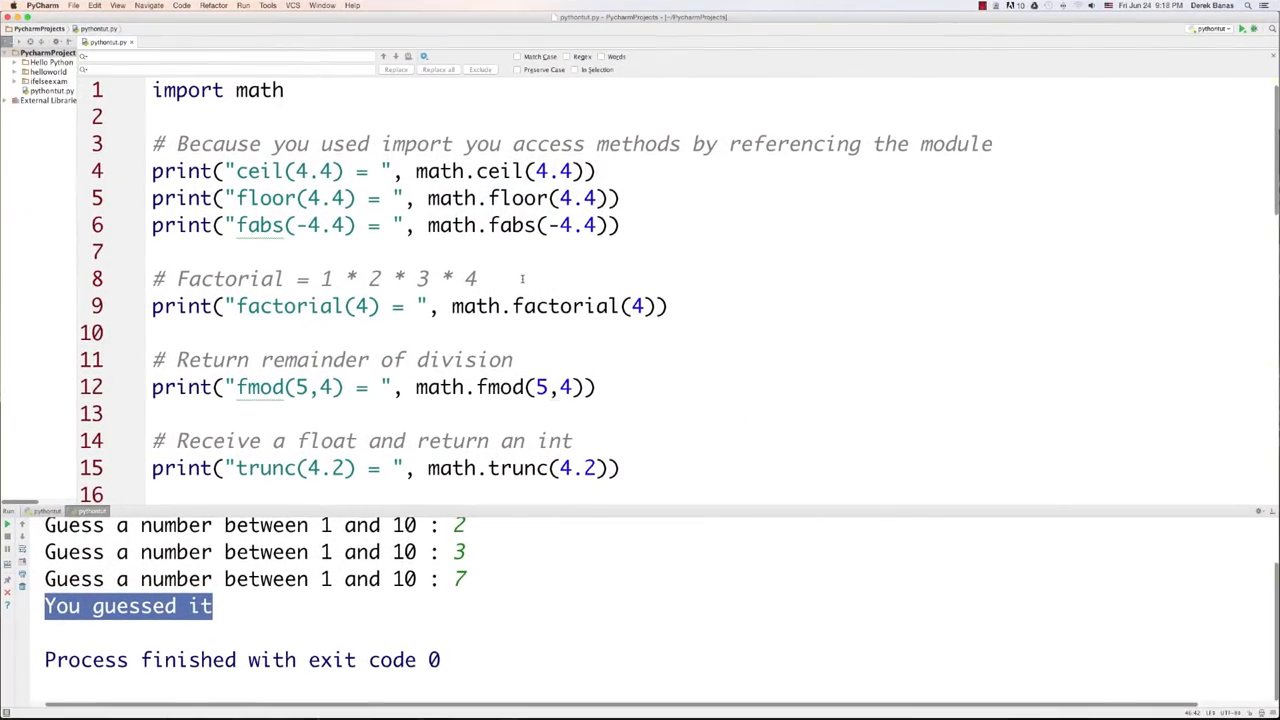 PyCharm File Edit View Navigate Code Refactor Run Tools VCS Window Help Fri Jun 24 9:18 PM Derek Banas
pythontut.py - PycharmProjects - [~/PycharmProjects]
PycharmProjects pythontut.py pythontut
pythontut.py
PycharmProject
Hello Python
helloworld
ifelseexam
pythontut.py
External Librarie
Match Case Regex Words
Replace Replace all Exclude Preserve Case In Selection
1 import math
2
3 # Because you used import you access methods by referencing the module
4 print("ceil(4.4) = ", math.ceil(4.4))
5 print("floor(4.4) = ", math.floor(4.4))
6 print("fabs(-4.4) = ", math.fabs(-4.4))
7
8 # Factorial = 1 * 2 * 3 * 4
9 print("factorial(4) = ", math.factorial(4))
10
11 # Return remainder of division
12 print("fmod(5,4) = ", math.fmod(5,4))
13
14 # Receive a float and return an int
15 print("trunc(4.2) = ", math.trunc(4.2))
16
Run: pythontut pythontut
Guess a number between 1 and 10 : 2
Guess a number between 1 and 10 : 3
Guess a number between 1 and 10 : 7
You guessed it
Process finished with exit code 0
46:42 LF UTF-8